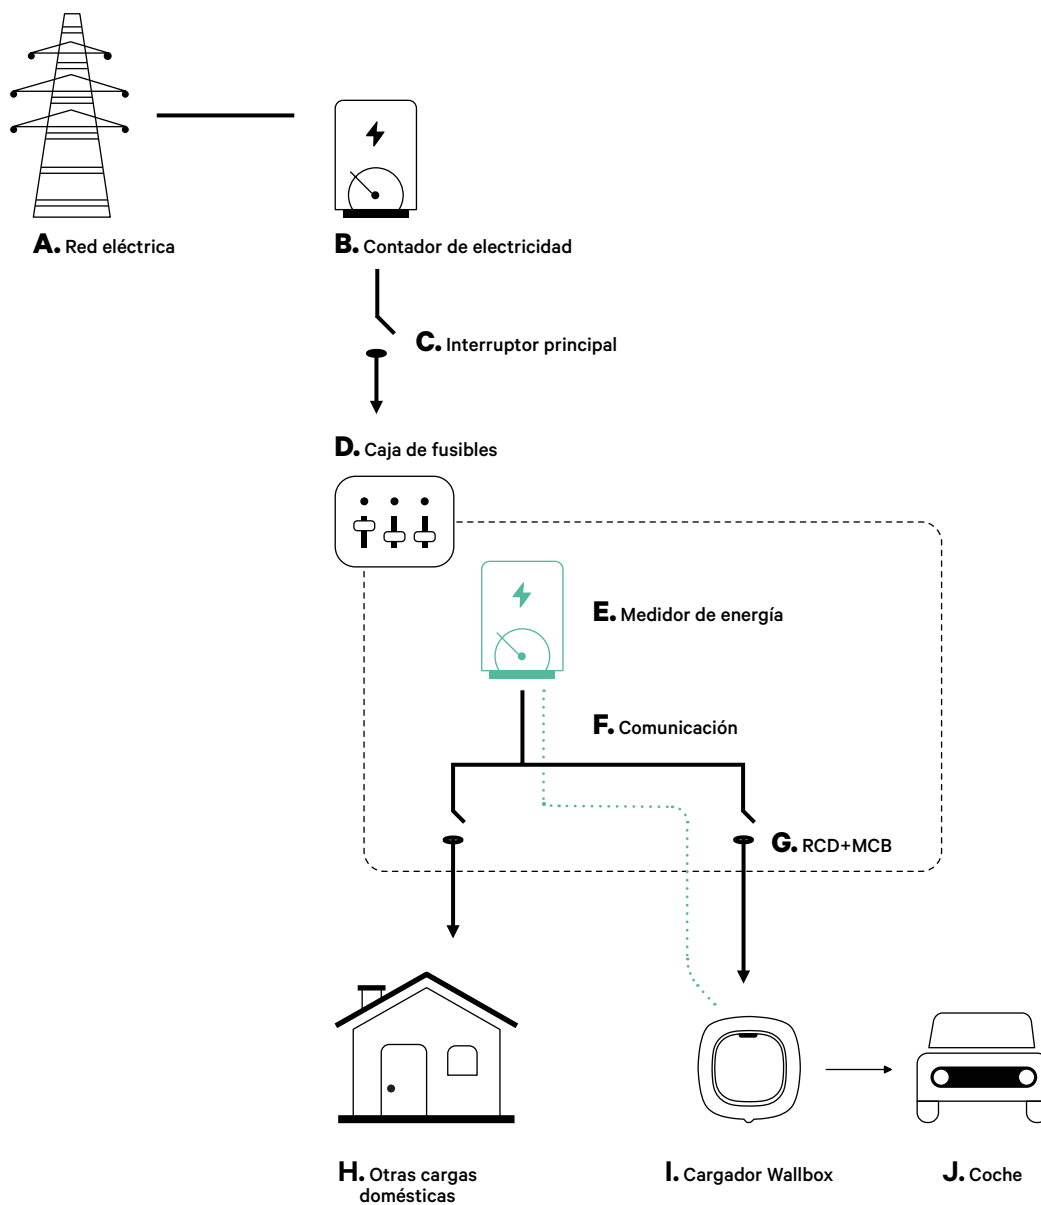 A. Red eléctrica
B. Contador de electricidad
C. Interruptor principal
D. Caja de fusibles
E. Medidor de energía
F. Comunicación
G. RCD+MCB
H. Otras cargas
domésticas
I. Cargador Wallbox
J. Coche